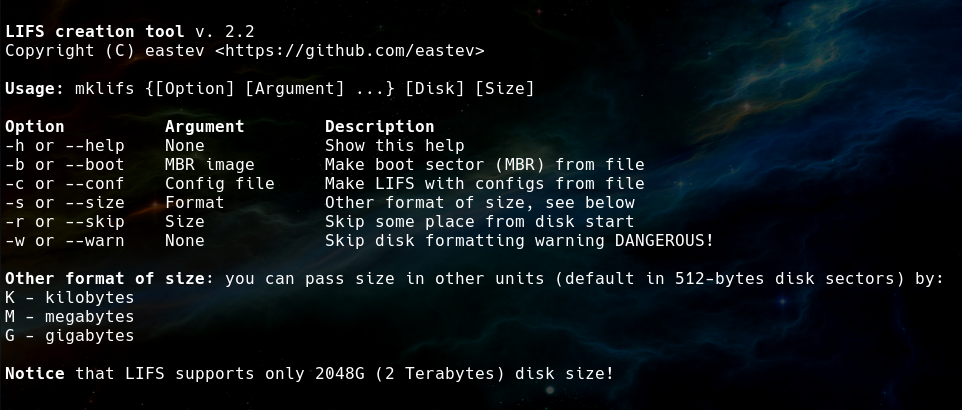 LIFS creation tool v. 2.2
Copyright (C) eastev <https://github.com/eastev>
Usage: mklifs {[Option] [Argument] ...} [Disk] [Size]
Option Argument Description
-h or --help None Show this help
-b or --boot MBR image Make boot sector (MBR) from file
-c or --conf Config file Make LIFS with configs from file
-s or --size Format Other format of size, see below
-r or --skip Size Skip some place from disk start
-w or --warn None Skip disk formatting warning DANGEROUS!
Other format of size: you can pass size in other units (default in 512-bytes disk sectors) by:
K - kilobytes
M - megabytes
G - gigabytes
Notice that LIFS supports only 2048G (2 Terabytes) disk size!